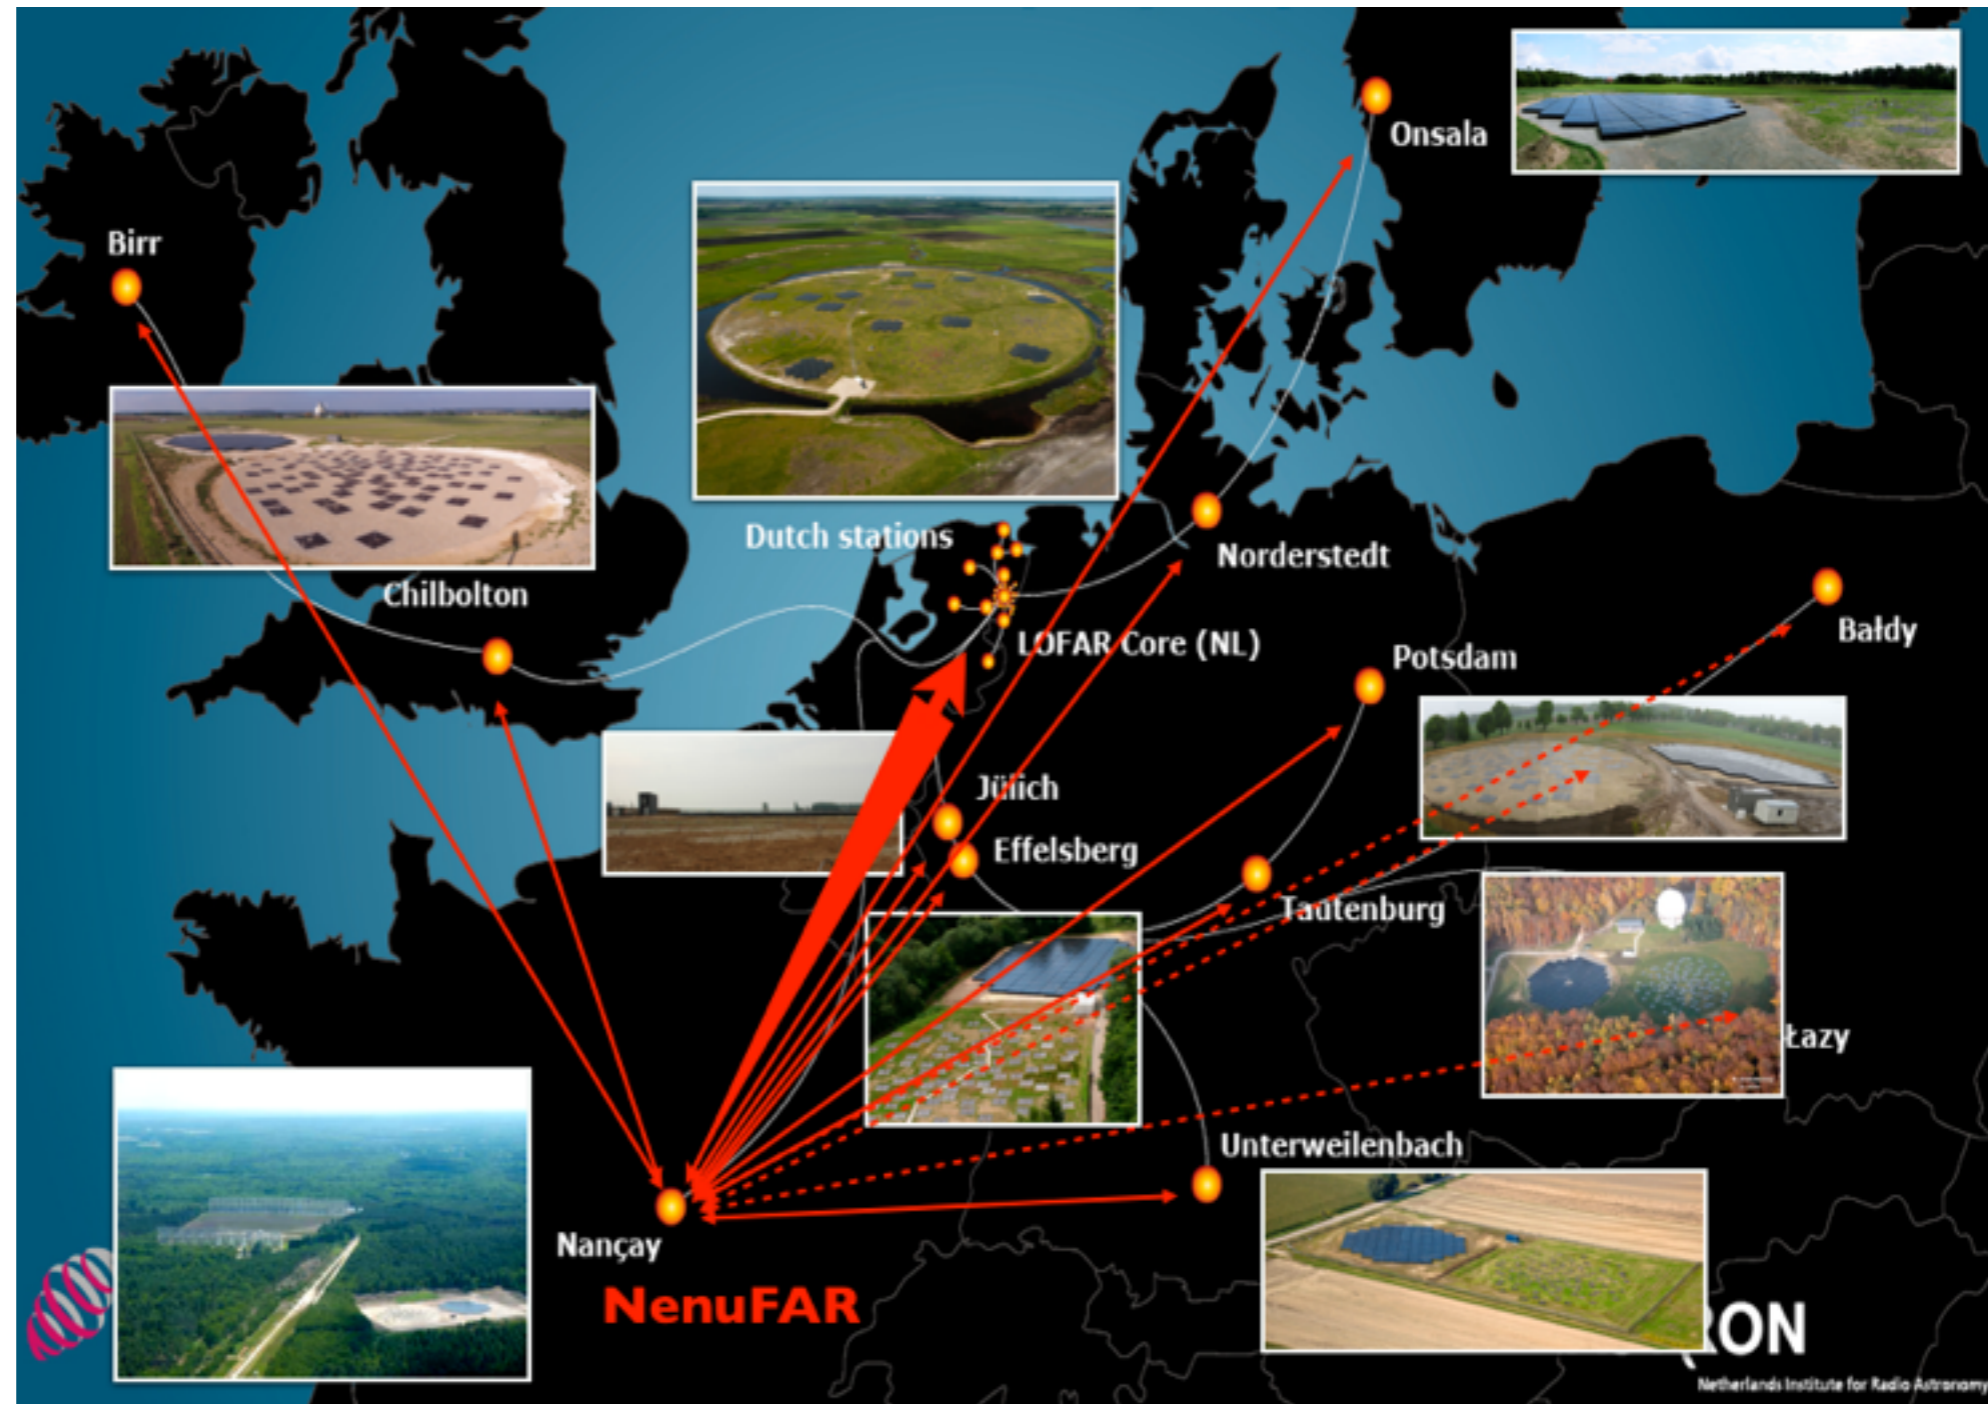 Onsala
Birr
Dutch stations
Norderstedt
Chilbolton
LOFAR Core (NL)
Bałdy
Potsdam
Jülich
Effelsberg
Tautenburg
Łazy
Unterweilenbach
Nançay
NenuFAR
RON
Netherlands Institute for Radio Astronomy